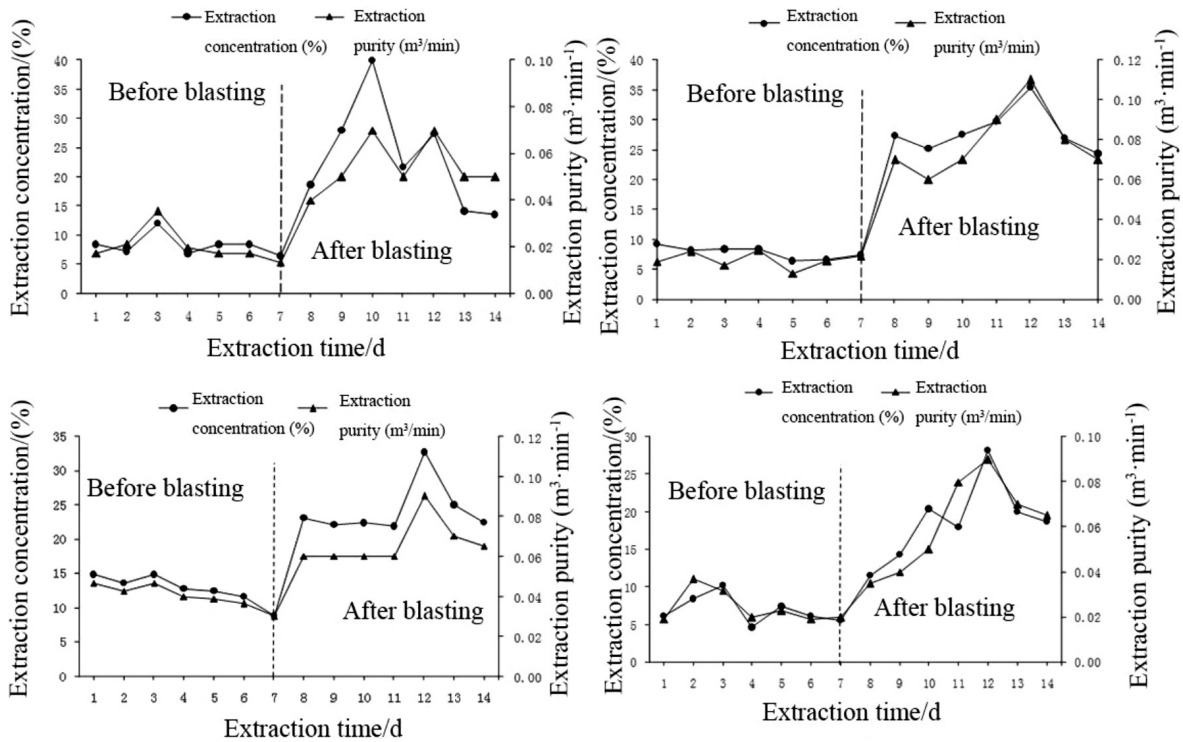 Extraction concentration (%)
Extraction purity (m³/min)
Extraction concentration/(%)
40
35
30
25
20
15
10
5
0
Before blasting
After blasting
0.10
0.08
0.06
0.04
0.02
0.00
Extraction purity (m³·min⁻¹)
1 2 3 4 5 6 7 8 9 10 11 12 13 14
Extraction time/d
Extraction concentration (%)
Extraction purity (m³/min)
Extraction concentration/(%)
40
35
30
25
20
15
10
5
0
Before blasting
After blasting
0.12
0.10
0.08
0.06
0.04
0.02
0.00
Extraction purity (m³·min⁻¹)
1 2 3 4 5 6 7 8 9 10 11 12 13 14
Extraction time/d
Extraction concentration (%)
Extraction purity (m³/min)
Extraction concentration/(%)
35
30
25
20
15
10
5
0
Before blasting
After blasting
0.12
0.10
0.08
0.06
0.04
0.02
0.00
Extraction purity (m³·min⁻¹)
1 2 3 4 5 6 7 8 9 10 11 12 13 14
Extraction time/d
Extraction concentration (%)
Extraction purity (m³/min)
Extraction concentration/(%)
30
25
20
15
10
5
0
Before blasting
After blasting
0.10
0.08
0.06
0.04
0.02
0.00
Extraction purity (m³·min⁻¹)
1 2 3 4 5 6 7 8 9 10 11 12 13 14
Extraction time/d